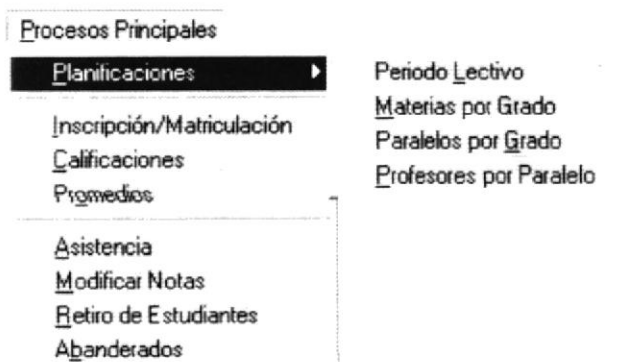 Procesos Principales
Planificaciones
Inscripción/Matriculación
Calificaciones
Promedios
Asistencia
Modificar Notas
Retiro de Estudiantes
Abanderados
Periodo Lectivo
Materias por Grado
Paralelos por Grado
Profesores por Paralelo